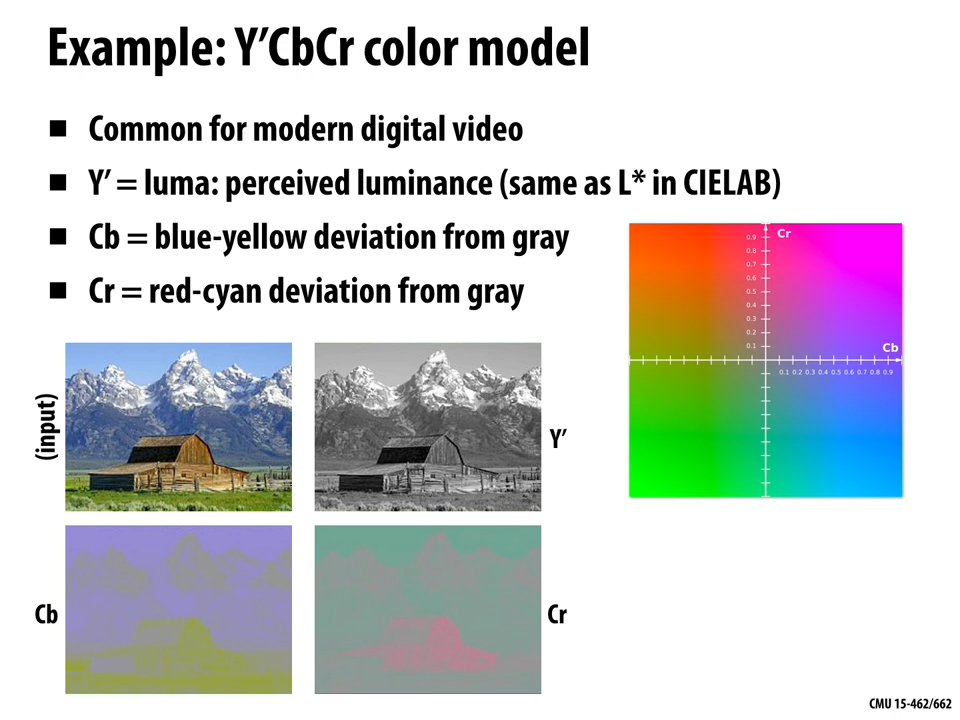 Example: Y’CbCr color model
■ Common for modern digital video
■ Y’ = luma: perceived luminance (same as L* in CIELAB)
■ Cb = blue-yellow deviation from gray
■ Cr = red-cyan deviation from gray
Cr
0.9
0.8
0.7
0.6
0.5
0.4
0.3
0.2
0.1
Cb
0.1 0.2 0.3 0.4 0.5 0.6 0.7 0.8 0.9
(input)
Y’
Cb
Cr
CMU 15-462/662